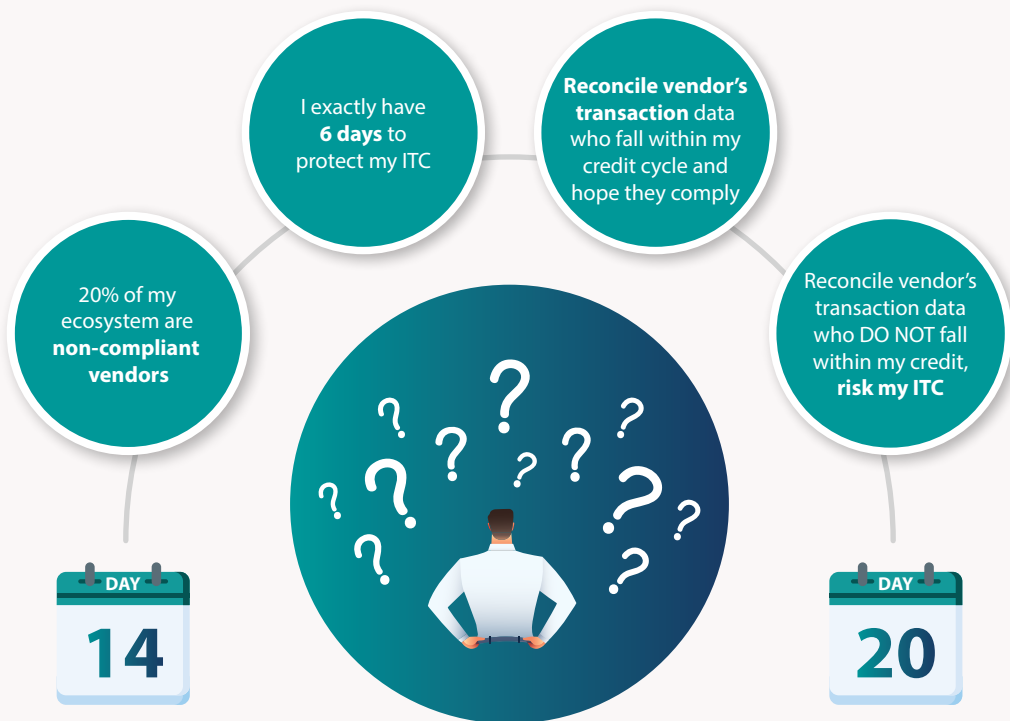 I exactly have
6 days to
protect my ITC
Reconcile vendor's
transaction data
who fall within my
credit cycle and
hope they comply
20% of my
ecosystem are
non-compliant
vendors
Reconcile vendor's
transaction data
who DO NOT fall
within my credit,
risk my ITC
DAY
14
DAY
20